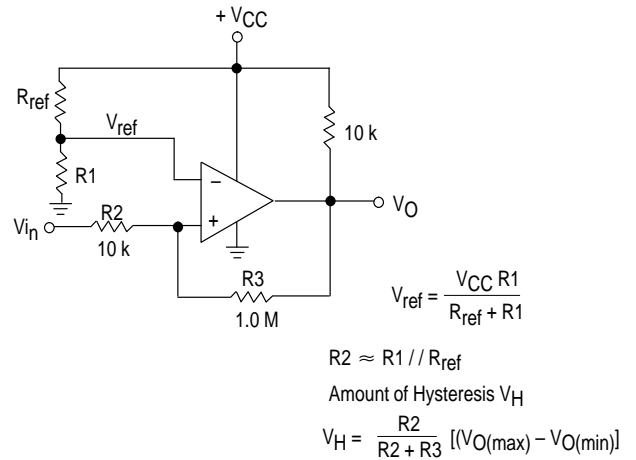 + VCC
Rref
Vref
10 k
R1
–
VO
Vin
R2
+
10 k
R3
1.0 M
Vref = VCC R1 / Rref + R1
R2 ≈ R1 // Rref
Amount of Hysteresis VH
VH = R2 / R2 + R3 [(VO(max) – VO(min)]